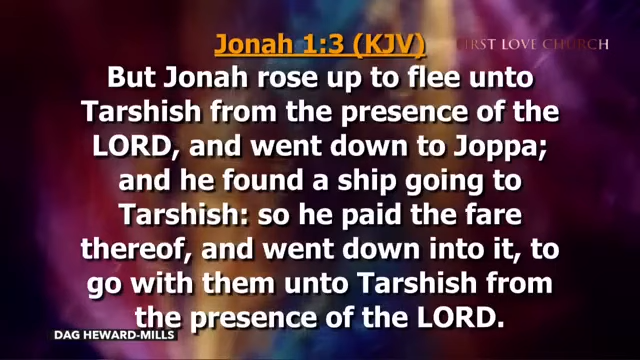 Jonah 1:3 (KJV)
FIRST LOVE CHURCH
But Jonah rose up to flee unto
Tarshish from the presence of the
LORD, and went down to Joppa;
and he found a ship going to
Tarshish: so he paid the fare
thereof, and went down into it, to
go with them unto Tarshish from
the presence of the LORD.
DAG HEWARD-MILLS